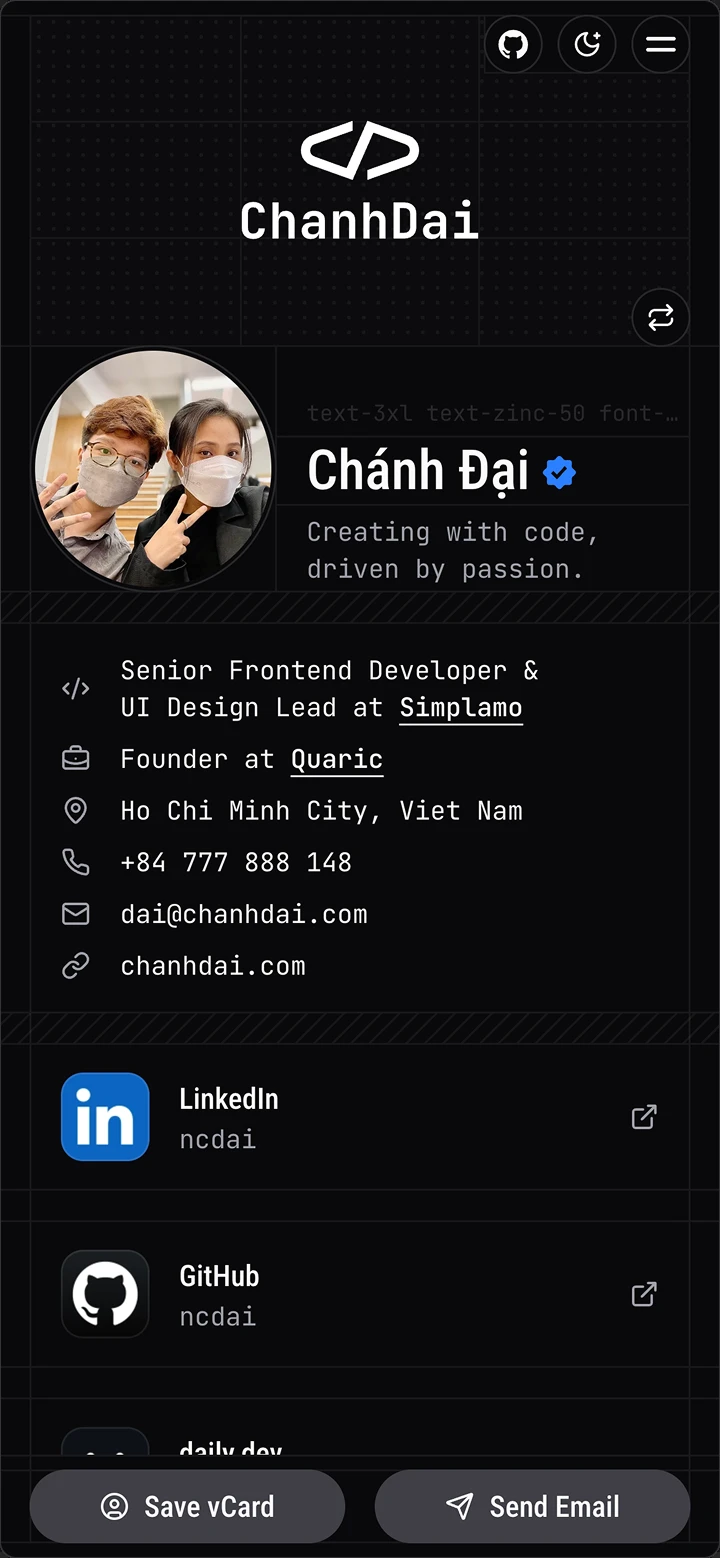 ChanhDai
text-3xl text-zinc-50 font-…
Chánh Đại
Creating with code,
driven by passion.
Senior Frontend Developer &
UI Design Lead at Simplamo
Founder at Quaric
Ho Chi Minh City, Viet Nam
+84 777 888 148
dai@chanhdai.com
chanhdai.com
in
LinkedIn
ncdai
GitHub
ncdai
daily.dev
Save vCard
Send Email